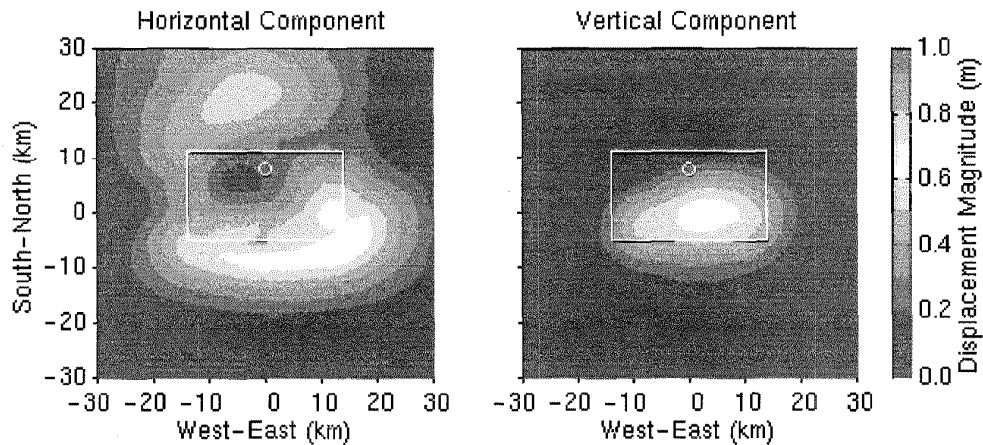 Horizontal Component
Vertical Component
30
20
10
0
-10
-20
-30
South-North (km)
-30 -20 -10 0 10 20 30
West-East (km)
-30 -20 -10 0 10 20 30
West-East (km)
1.0
0.8
0.6
0.4
0.2
0.0
Displacement Magnitude (m)